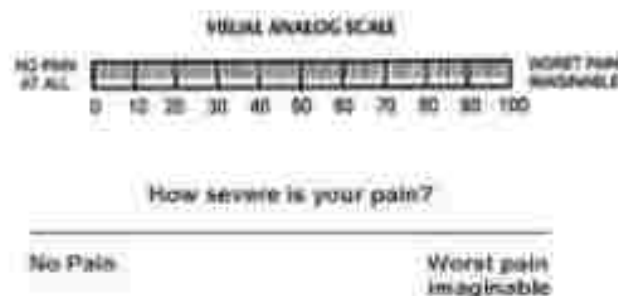 VISUAL ANALOG SCALE
NO PAIN
AT ALL
WORST PAIN
IMAGINABLE
0 10 20 30 40 50 60 70 80 90 100
How severe is your pain?
No Pain
Worst pain
imaginable